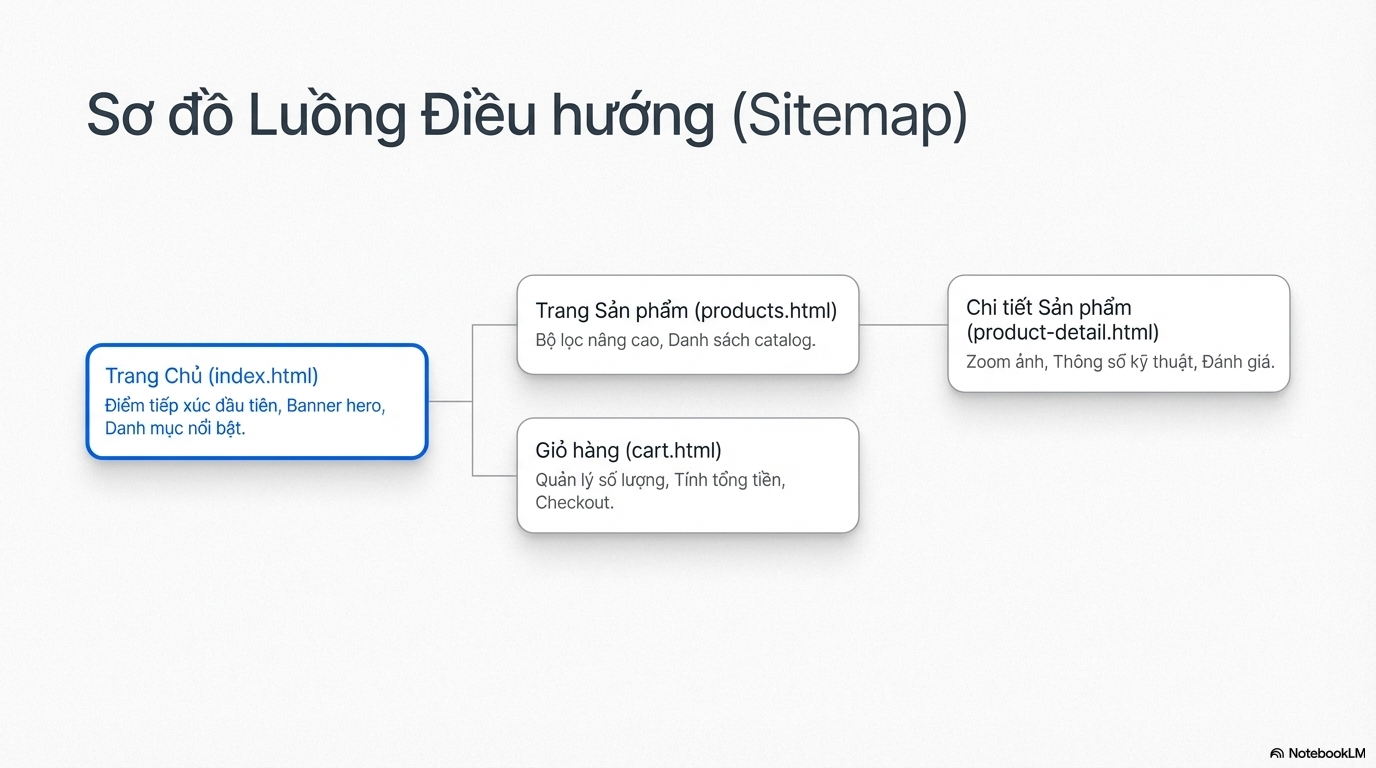 Sơ đồ Luồng Điều hướng (Sitemap)
Trang Chủ (index.html)
Điểm tiếp xúc đầu tiên, Banner hero,
Danh mục nổi bật.
Trang Sản phẩm (products.html)
Bộ lọc nâng cao, Danh sách catalog.
Giỏ hàng (cart.html)
Quản lý số lượng, Tính tổng tiền,
Checkout.
Chi tiết Sản phẩm
(product-detail.html)
Zoom ảnh, Thông số kỹ thuật, Đánh giá.
NotebookLM